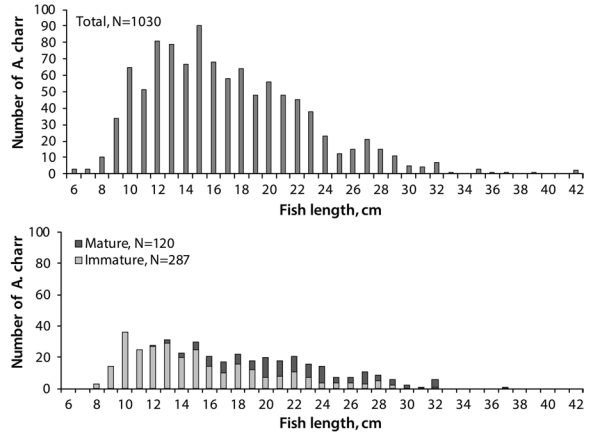 100
90
80
70
60
50
40
30
20
10
0
Number of A. charr
Total, N=1030
6 8 10 12 14 16 18 20 22 24 26 28 30 32 34 36 38 40 42
Fish length, cm
100
80
60
40
20
0
Number of A. charr
Mature, N=120
Immature, N=287
6 8 10 12 14 16 18 20 22 24 26 28 30 32 34 36 38 40 42
Fish length, cm